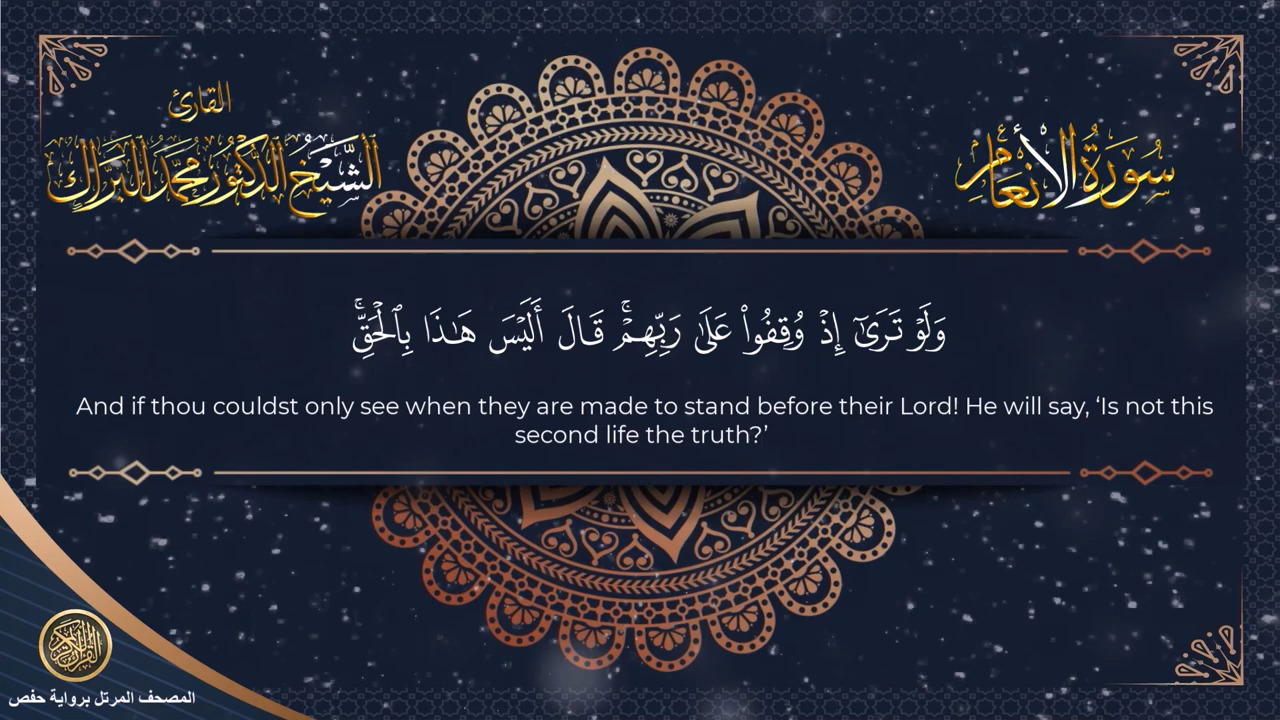 القارئ
الشيخ الدكتور محمد البراك
سورة الأنعام
وَلَوۡ تَرَىٰٓ إِذۡ وُقِفُواْ عَلَىٰ رَبِّهِمۡۚ قَالَ أَلَيۡسَ هَٰذَا بِٱلۡحَقِّۚ
And if thou couldst only see when they are made to stand before their Lord! He will say, ‘Is not this
second life the truth?’
القرآن الكريم
المصحف المرتل برواية حفص